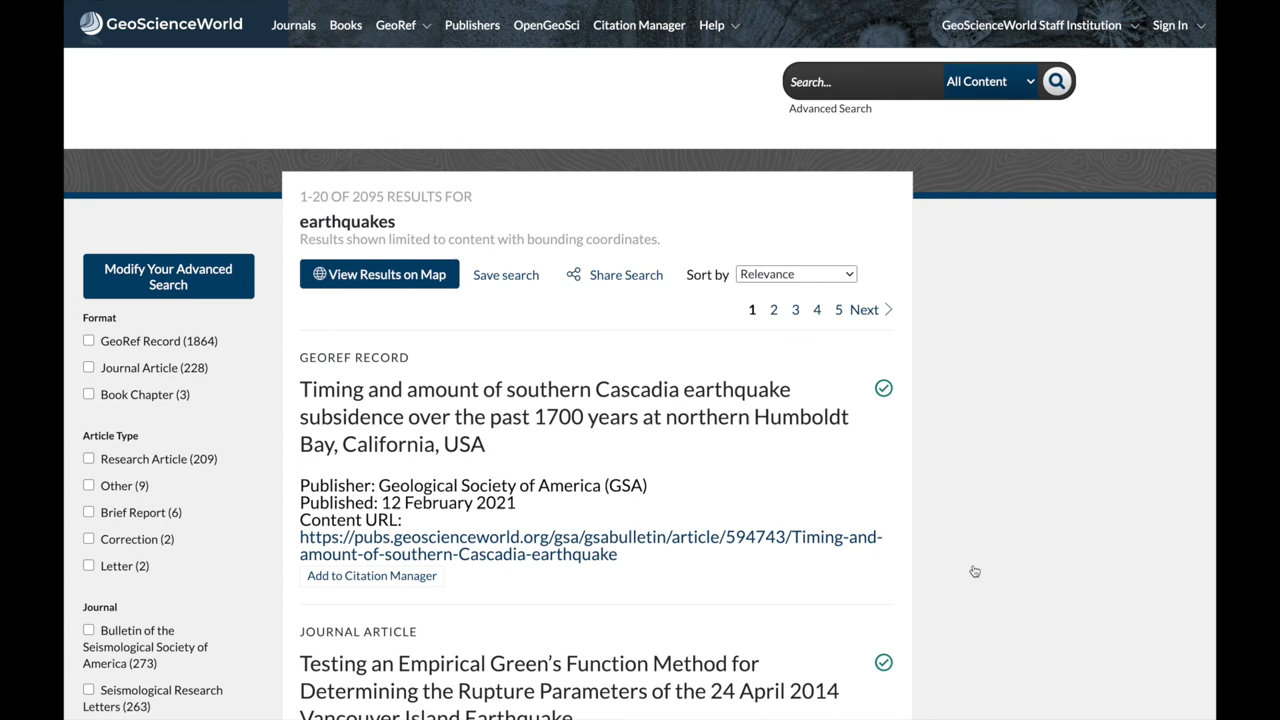 GeoScienceWorld Journals Books GeoRef Publishers OpenGeoSci Citation Manager Help GeoScienceWorld Staff Institution Sign In
Search... All Content
Advanced Search
1-20 OF 2095 RESULTS FOR
earthquakes
Results shown limited to content with bounding coordinates.
View Results on Map Save search Share Search Sort by Relevance
1 2 3 4 5 Next
Modify Your Advanced
Search
Format
GeoRef Record (1864)
Journal Article (228)
Book Chapter (3)
Article Type
Research Article (209)
Other (9)
Brief Report (6)
Correction (2)
Letter (2)
Journal
Bulletin of the
Seismological Society of
America (273)
Seismological Research
Letters (263)
GEOREF RECORD
Timing and amount of southern Cascadia earthquake
subsidence over the past 1700 years at northern Humboldt
Bay, California, USA
Publisher: Geological Society of America (GSA)
Published: 12 February 2021
Content URL:
https://pubs.geoscienceworld.org/gsa/gsabulletin/article/594743/Timing-and-
amount-of-southern-Cascadia-earthquake
Add to Citation Manager
JOURNAL ARTICLE
Testing an Empirical Green's Function Method for
Determining the Rupture Parameters of the 24 April 2014
Vancouver Island Earthquake